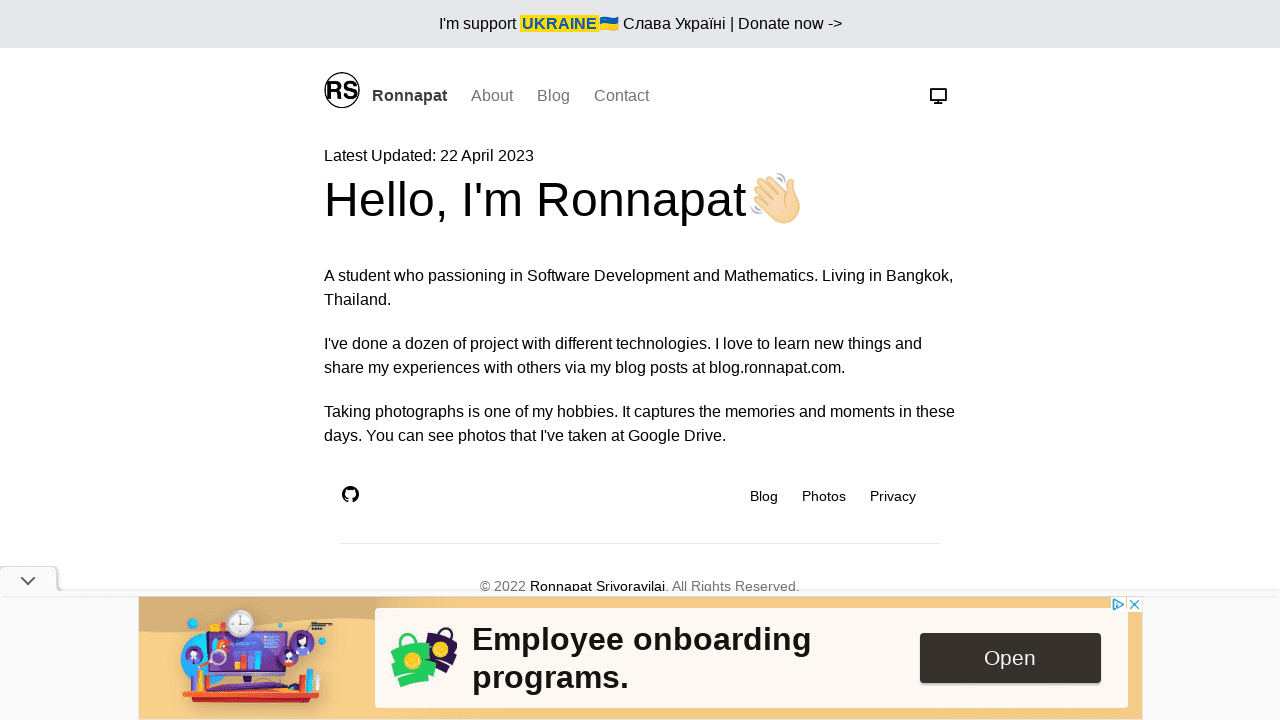 I'm support UKRAINE🇺🇦 Слава Україні | Donate now ->
RS Ronnapat About Blog Contact
Latest Updated: 22 April 2023
Hello, I'm Ronnapat👋🏻
A student who passioning in Software Development and Mathematics. Living in Bangkok,
Thailand.
I've done a dozen of project with different technologies. I love to learn new things and
share my experiences with others via my blog posts at blog.ronnapat.com.
Taking photographs is one of my hobbies. It captures the memories and moments in these
days. You can see photos that I've taken at Google Drive.
Blog Photos Privacy
© 2022 Ronnapat Srivoravilai. All Rights Reserved.
Employee onboarding
programs.
Open